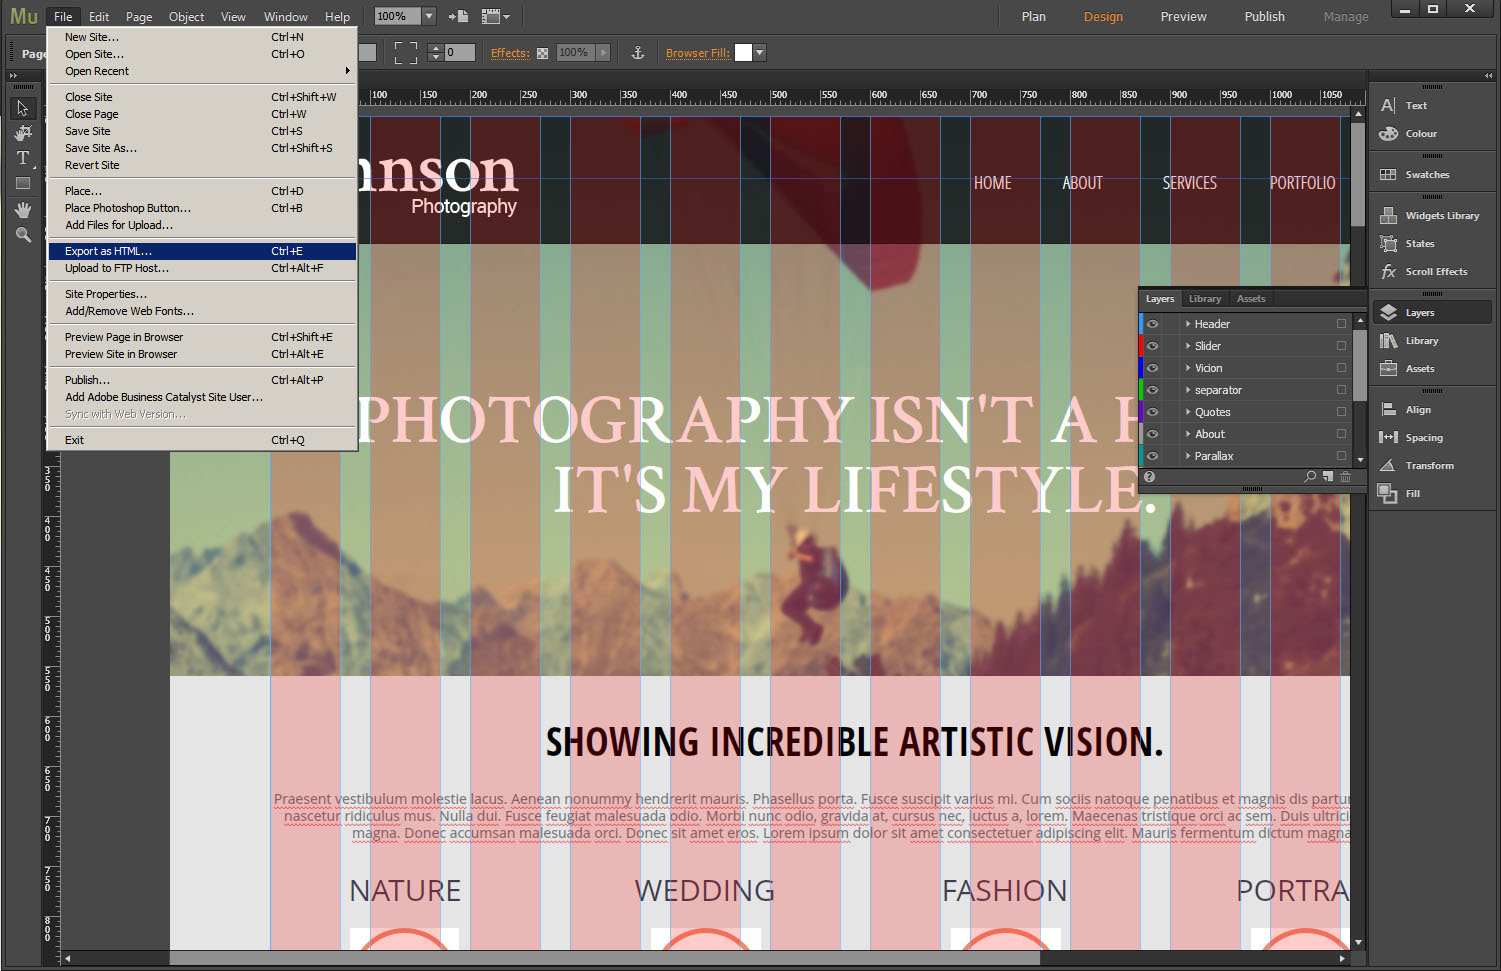 Mu File Edit Page Object View Window Help 100% Plan Design Preview Publish Manage
Page 0 Effects: 100% Browser Fill:
New Site... Ctrl+N
Open Site... Ctrl+O
Open Recent
Close Site Ctrl+Shift+W
Close Page Ctrl+W
Save Site Ctrl+S
Save Site As... Ctrl+Shift+S
Revert Site
Place... Ctrl+D
Place Photoshop Button... Ctrl+B
Add Files for Upload...
Export as HTML... Ctrl+E
Upload to FTP Host... Ctrl+Alt+F
Site Properties...
Add/Remove Web Fonts...
Preview Page in Browser Ctrl+Shift+E
Preview Site in Browser Ctrl+Alt+E
Publish... Ctrl+Alt+P
Add Adobe Business Catalyst Site User...
Sync with Web Version...
Exit Ctrl+Q
100 150 200 250 300 350 400 450 500 550 600 650 700 750 800 850 900 950 1000 1050
350
400
450
500
550
600
650
700
750
800
hnson
Photography
HOME ABOUT SERVICES PORTFOLIO
PHOTOGRAPHY ISN'T A H
IT'S MY LIFESTYLE.
SHOWING INCREDIBLE ARTISTIC VISION.
Praesent vestibulum molestie lacus. Aenean nonummy hendrerit mauris. Phasellus porta. Fusce suscipit varius mi. Cum sociis natoque penatibus et magnis dis partur
nascetur ridiculus mus. Nulla dui. Fusce feugiat malesuada odio. Morbi nunc odio, gravida at, cursus nec, luctus a, lorem. Maecenas tristique orci ac sem. Duis ultrici
magna. Donec accumsan malesuada orci. Donec sit amet eros. Lorem ipsum dolor sit amet consectetuer adipiscing elit. Mauris fermentum dictum magna
NATURE WEDDING FASHION PORTRA
Layers Library Assets
Header
Slider
Vicion
separator
Quotes
About
Parallax
Text
Colour
Swatches
Widgets Library
States
Scroll Effects
Layers
Library
Assets
Align
Spacing
Transform
Fill